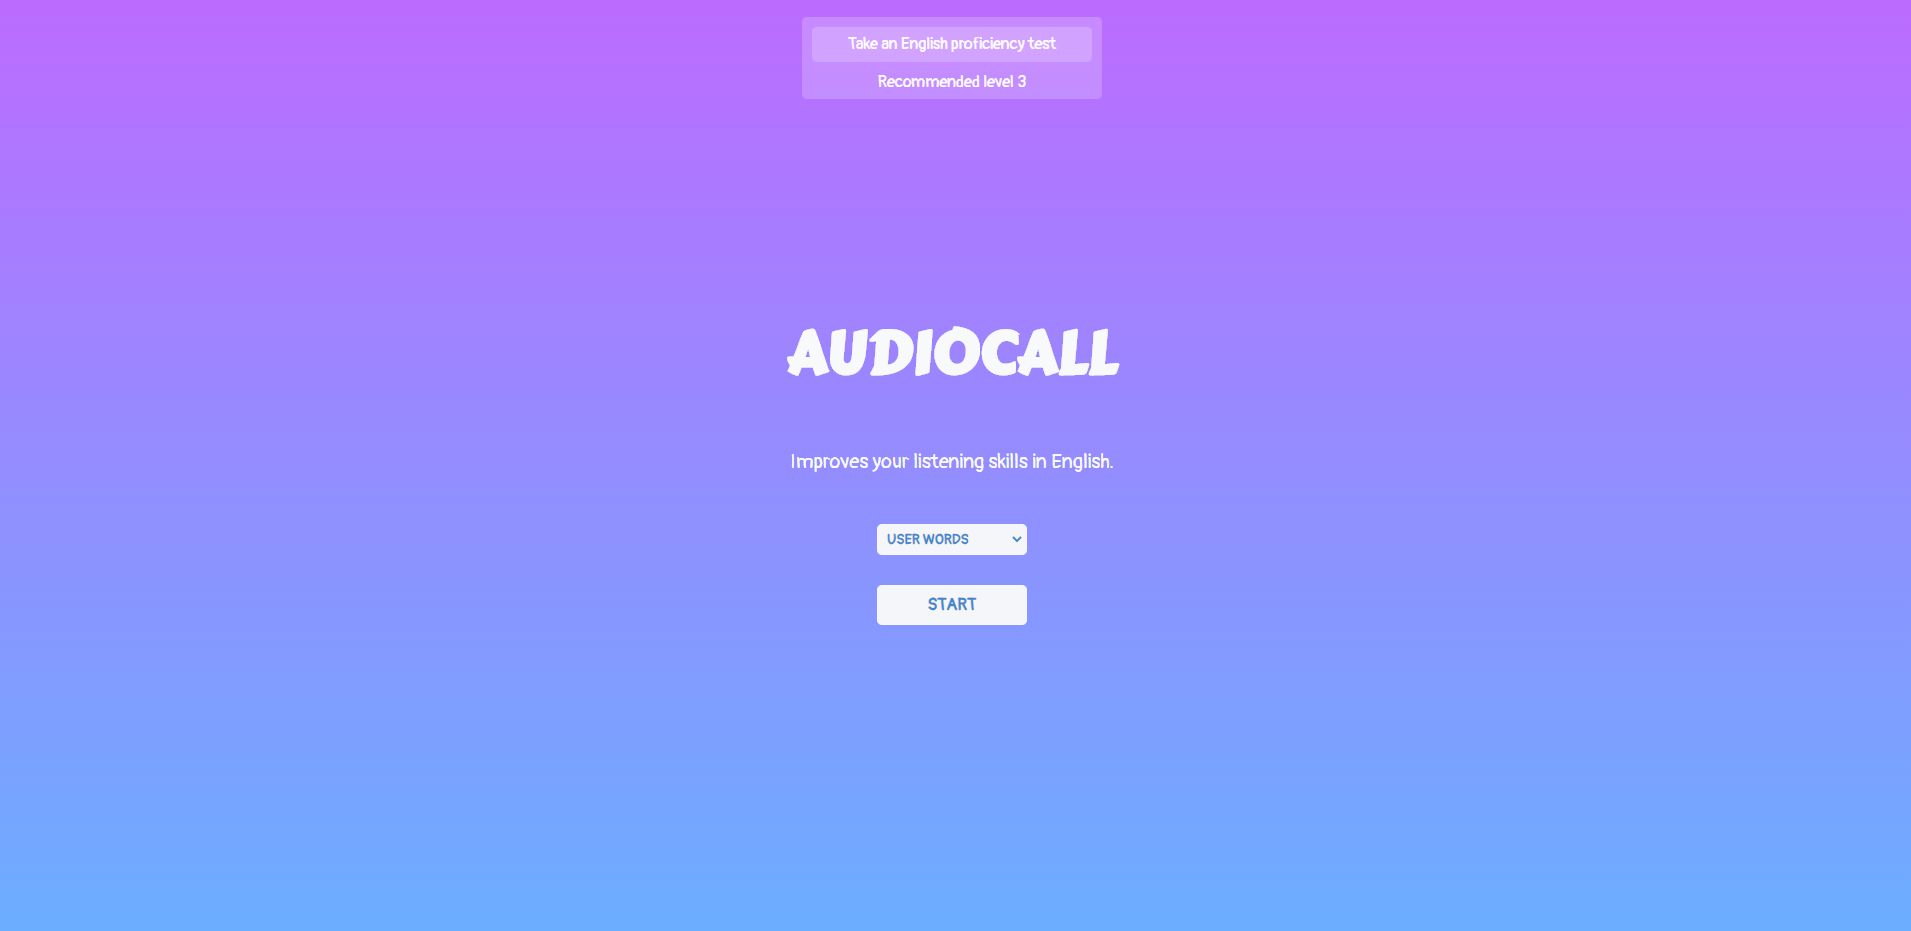 Take an English proficiency test
Recommended level 3
AUDIOCALL
Improves your listening skills in English.
USER WORDS
START